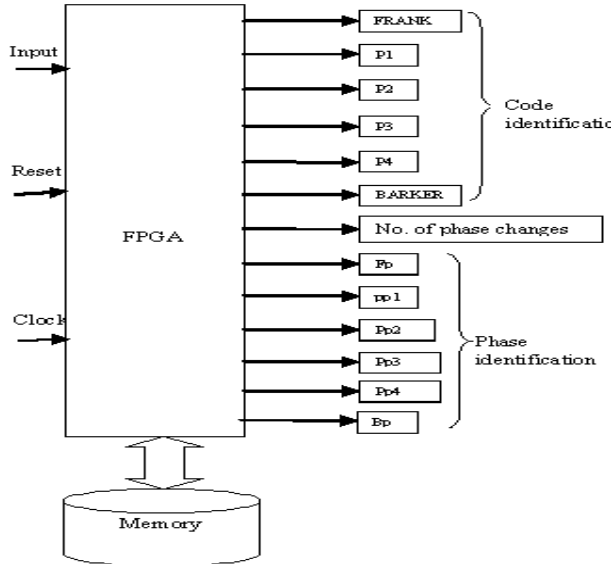 Input
Reset
Clock
FPGA
Memory
FRANK
P1
P2
P3
P4
BARKER
Code
identification
No. of phase changes
Fp
pp1
Pp2
Pp3
Pp4
Bp
Phase
identification